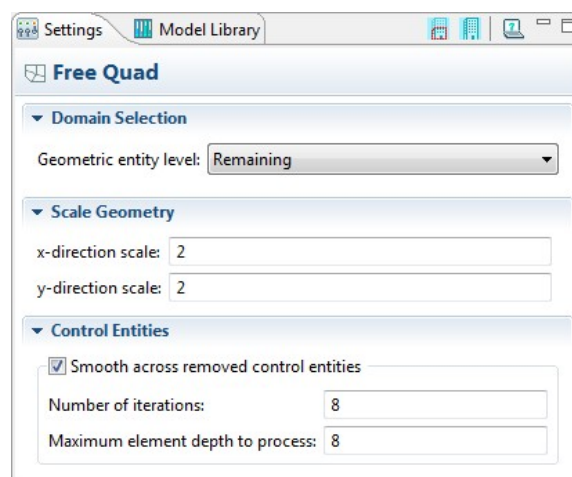 Settings Model Library
Free Quad
Domain Selection
Geometric entity level: Remaining
Scale Geometry
x-direction scale: 2
y-direction scale: 2
Control Entities
Smooth across removed control entities
Number of iterations: 8
Maximum element depth to process: 8